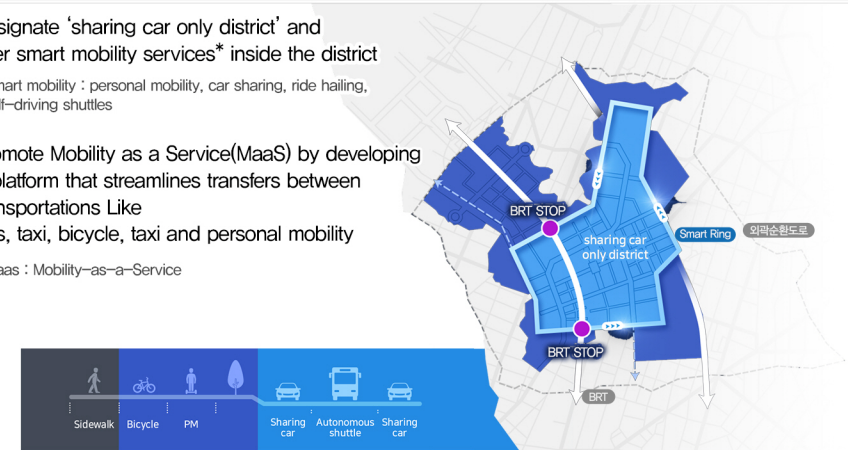 signate ‘sharing car only district’ and
er smart mobility services* inside the district
mart mobility : personal mobility, car sharing, ride hailing,
lf-driving shuttles
omote Mobility as a Service(MaaS) by developing
platform that streamlines transfers between
nsportations Like
s, taxi, bicycle, taxi and personal mobility
aas : Mobility-as-a-Service
BRT STOP
sharing car
only district
Smart Ring
외곽순환도로
BRT STOP
BRT
Sidewalk
Bicycle
PM
Sharing
car
Autonomous
shuttle
Sharing
car